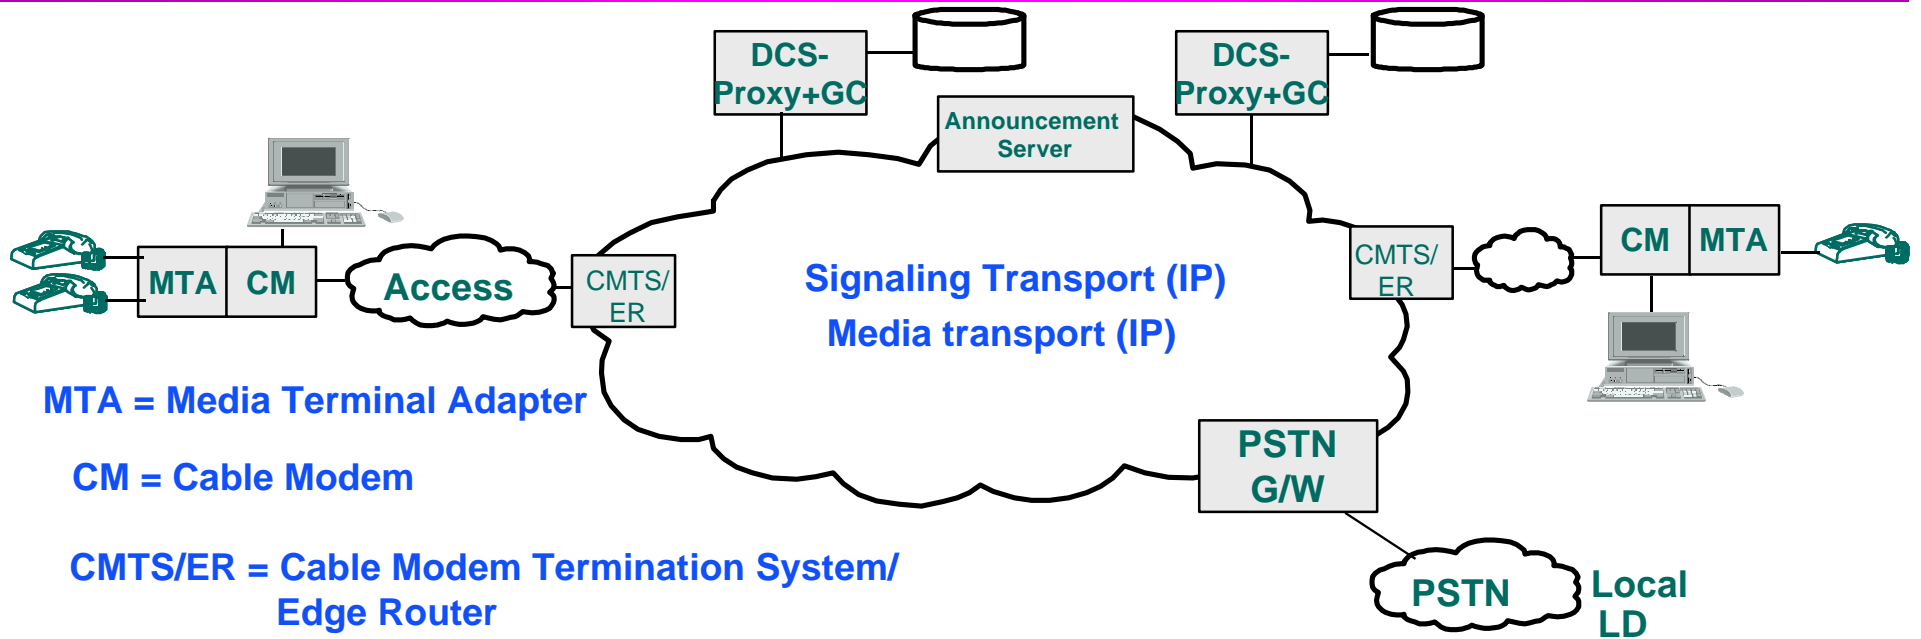 DCS-
Proxy+GC
DCS-
Proxy+GC
Announcement
Server
MTA
CM
Access
CMTS/
ER
Signaling Transport (IP)
Media transport (IP)
CMTS/
ER
CM
MTA
MTA = Media Terminal Adapter
CM = Cable Modem
CMTS/ER = Cable Modem Termination System/
Edge Router
PSTN
G/W
PSTN
Local
LD